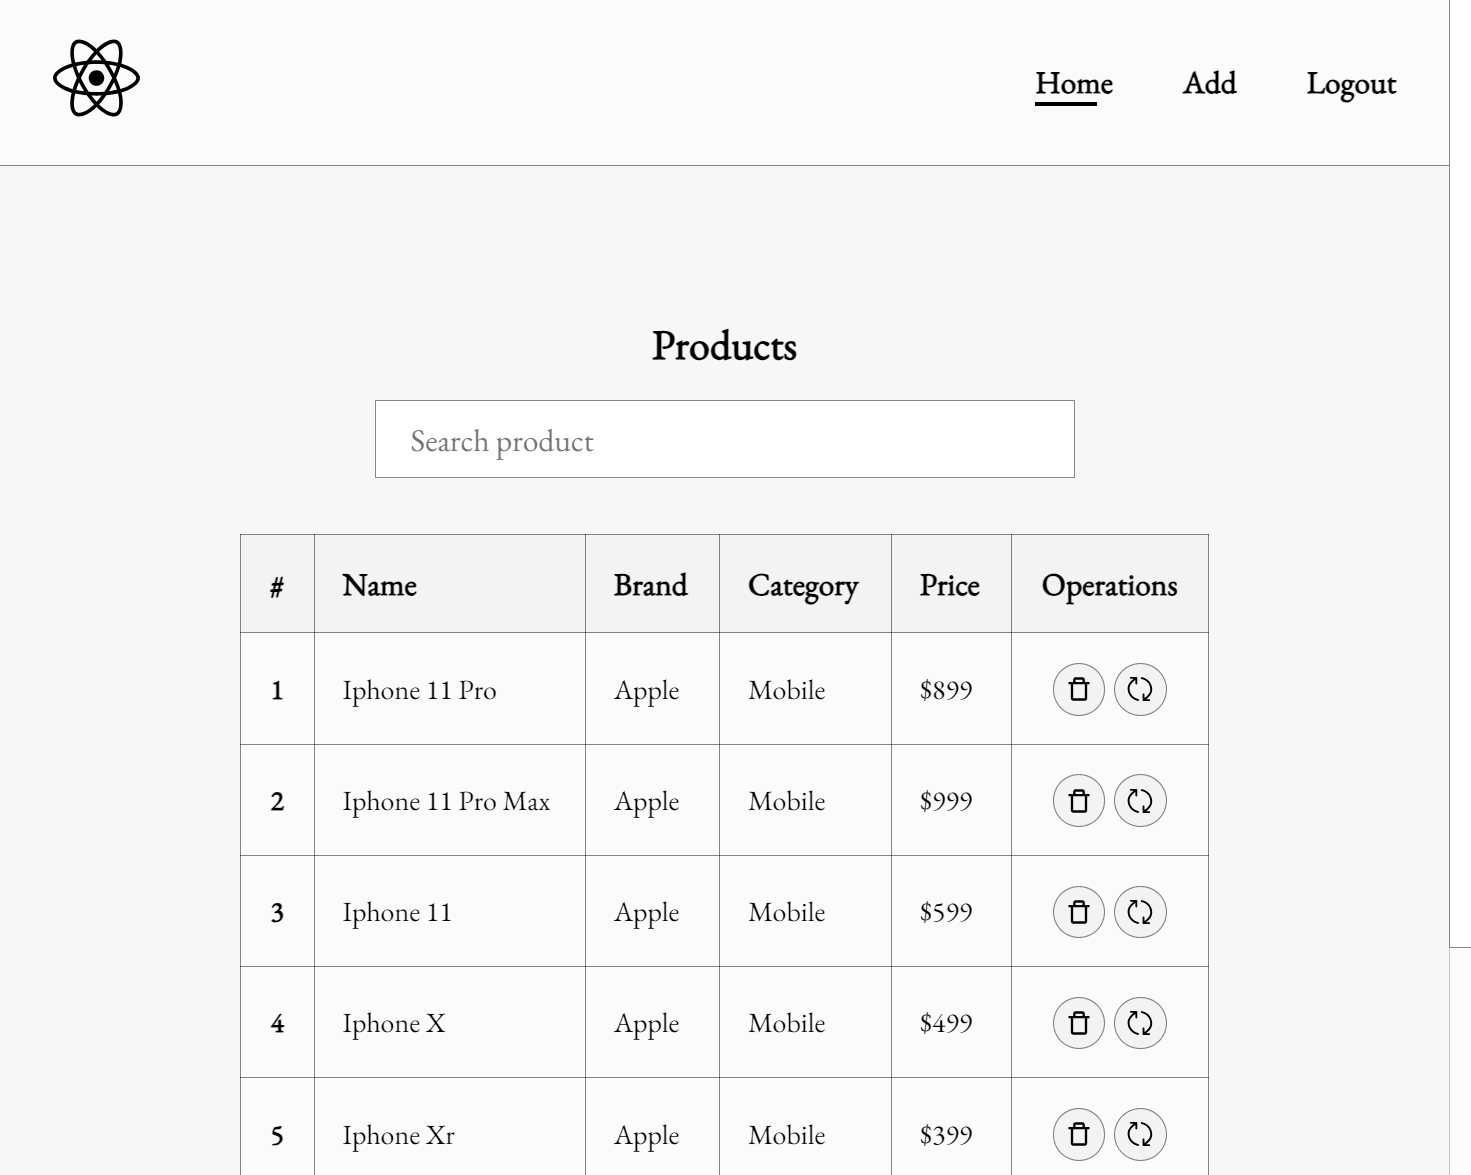 Home Add Logout
Products
Search product
# Name Brand Category Price Operations
1 Iphone 11 Pro Apple Mobile $899
2 Iphone 11 Pro Max Apple Mobile $999
3 Iphone 11 Apple Mobile $599
4 Iphone X Apple Mobile $499
5 Iphone Xr Apple Mobile $399